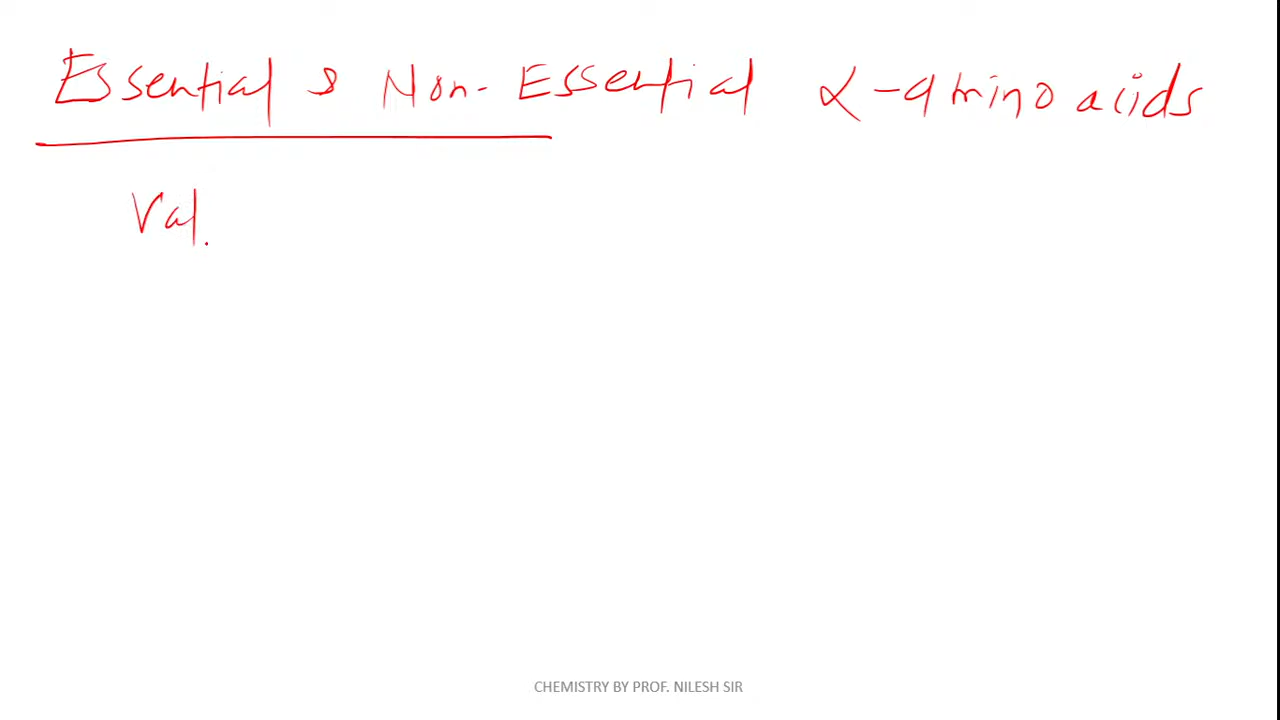 Essential & Non-Essential α-amino acids
Val.
CHEMISTRY BY PROF. NILESH SIR